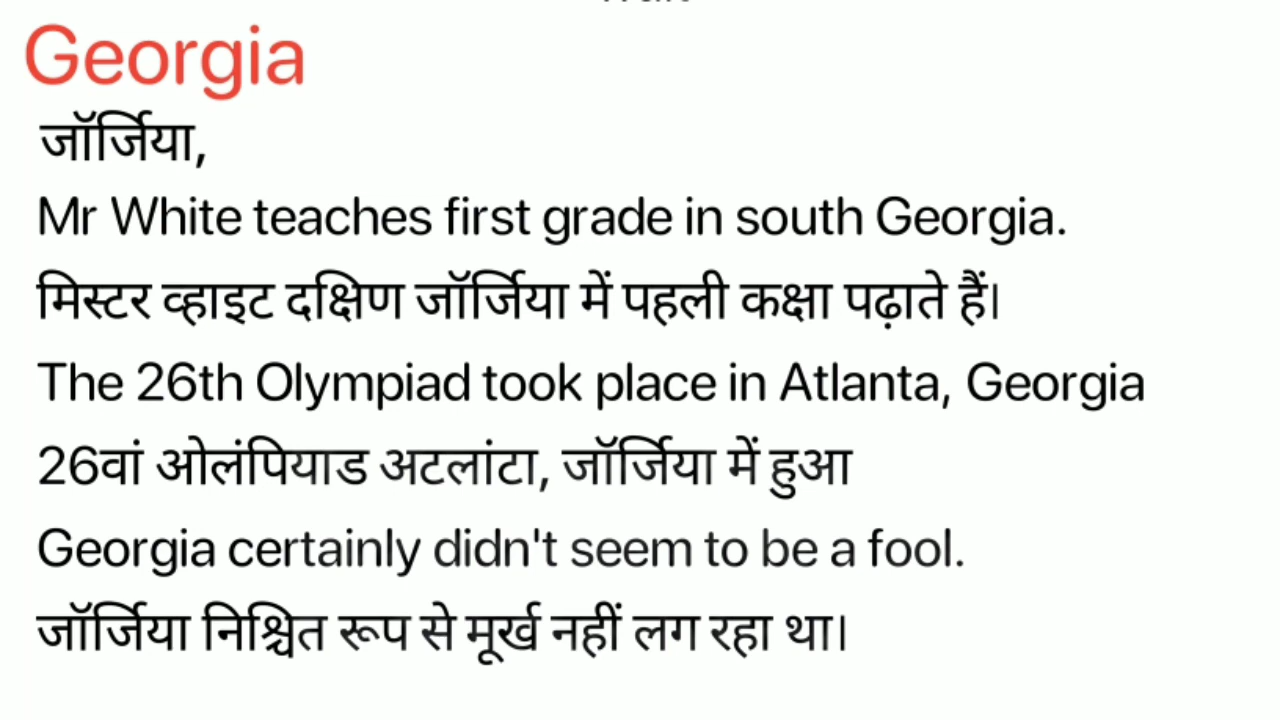 Georgia
जॉर्जिया,
Mr White teaches first grade in south Georgia.
मिस्टर व्हाइट दक्षिण जॉर्जिया में पहली कक्षा पढ़ाते हैं।
The 26th Olympiad took place in Atlanta, Georgia
26वां ओलंपियाड अटलांटा, जॉर्जिया में हुआ
Georgia certainly didn't seem to be a fool.
जॉर्जिया निश्चित रूप से मूर्ख नहीं लग रहा था।